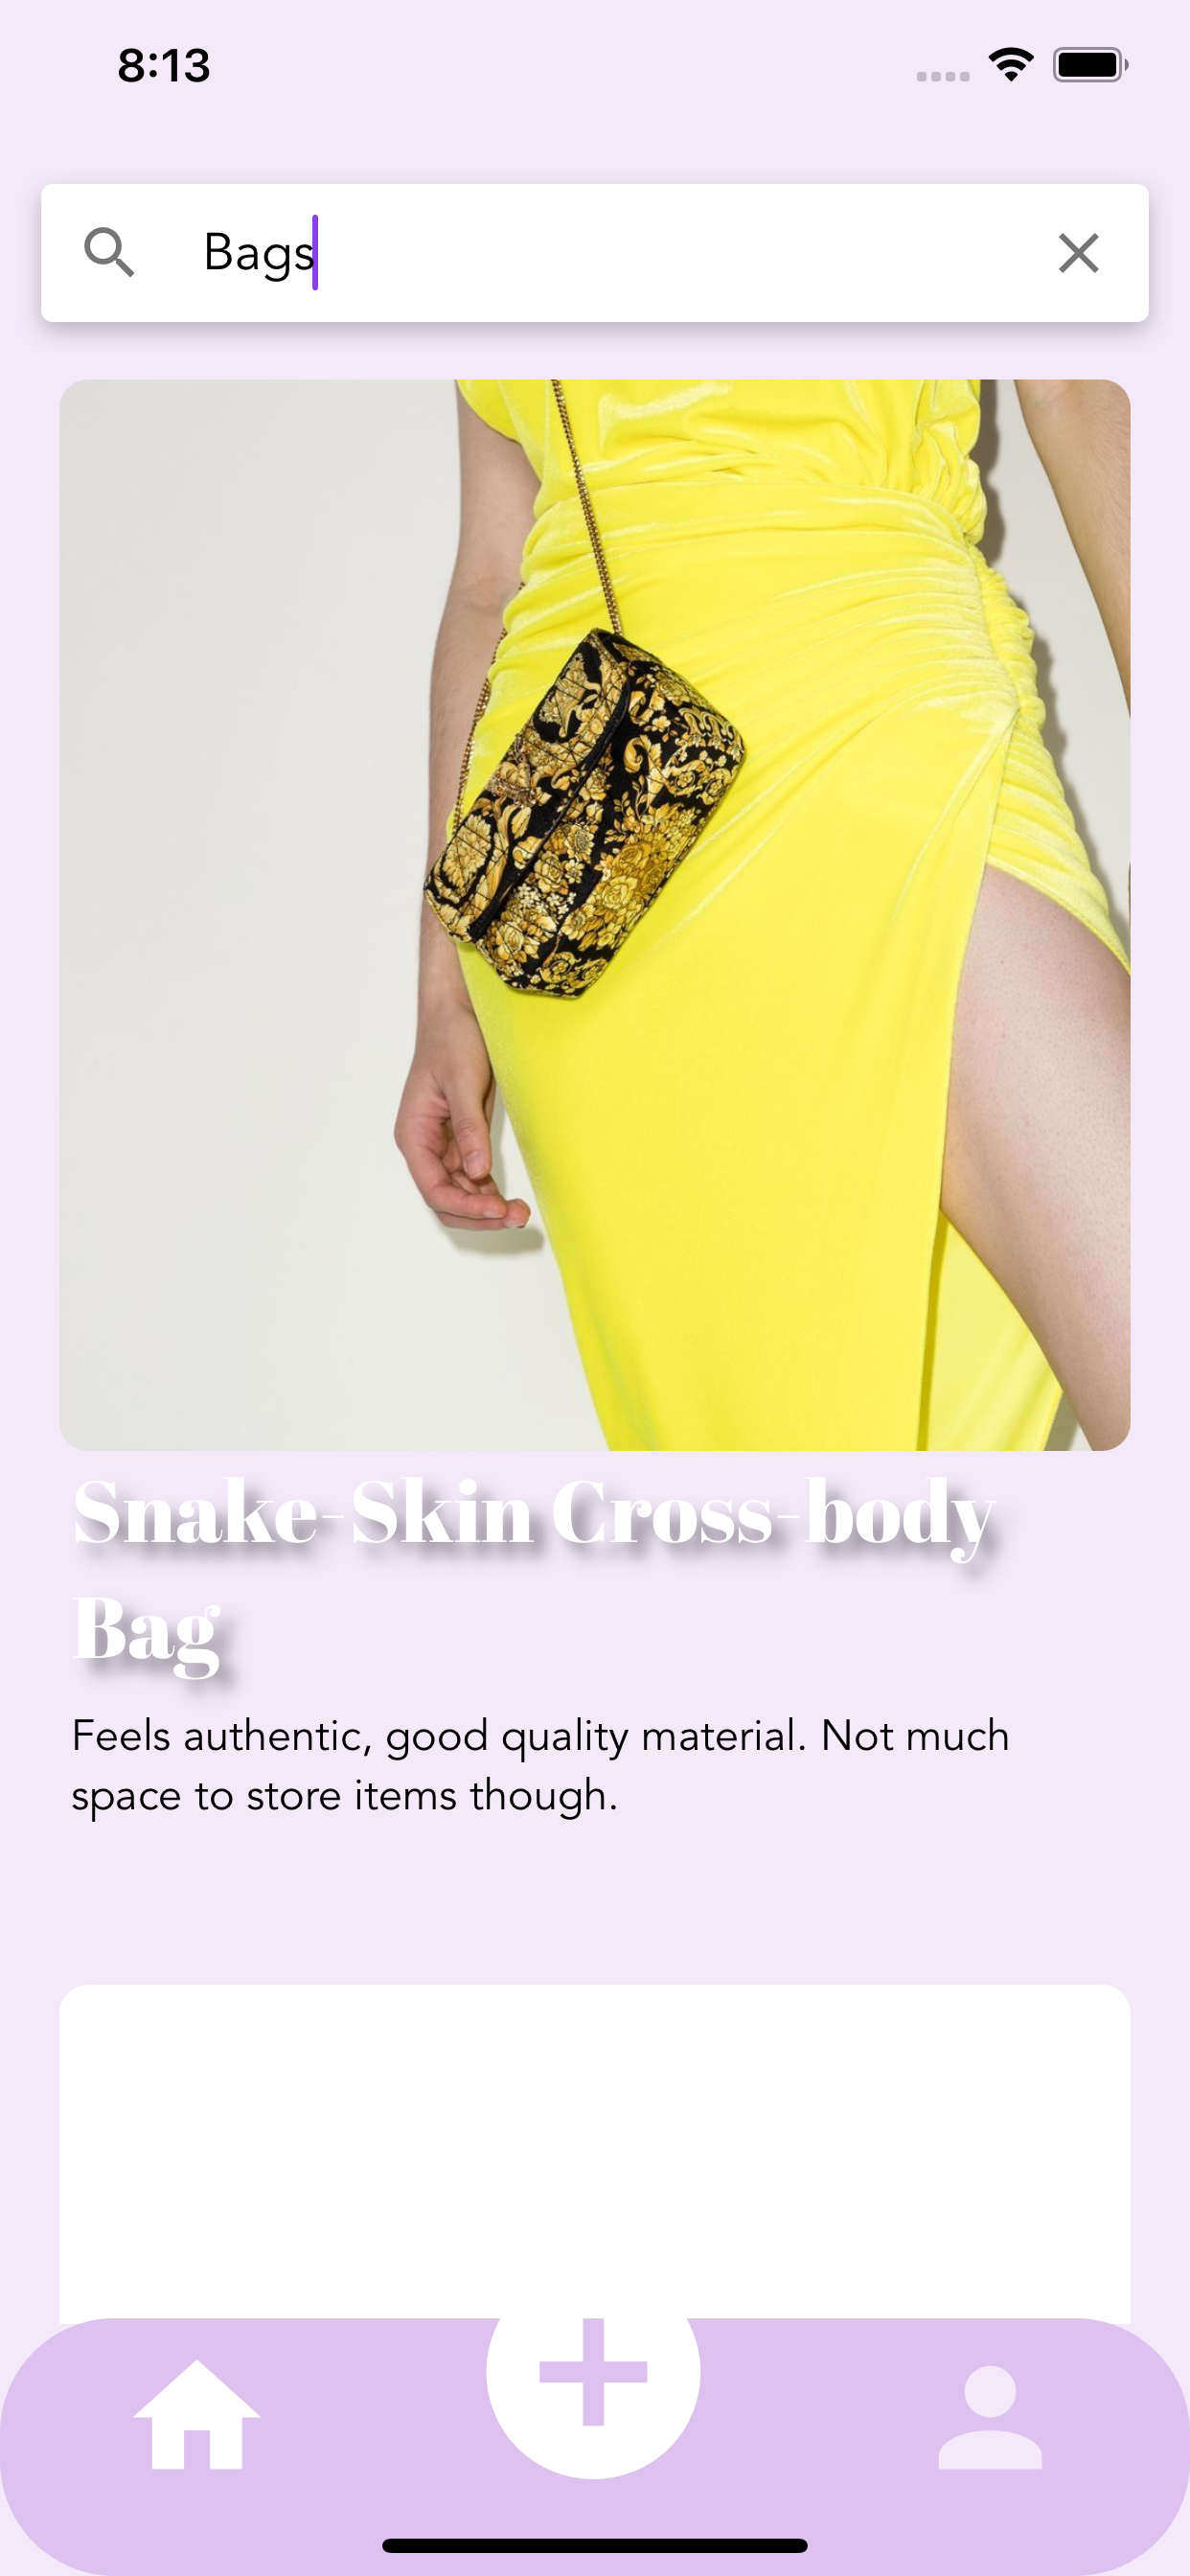 8:13
Bags
Snake-Skin Cross-body
Bag
Feels authentic, good quality material. Not much
space to store items though.